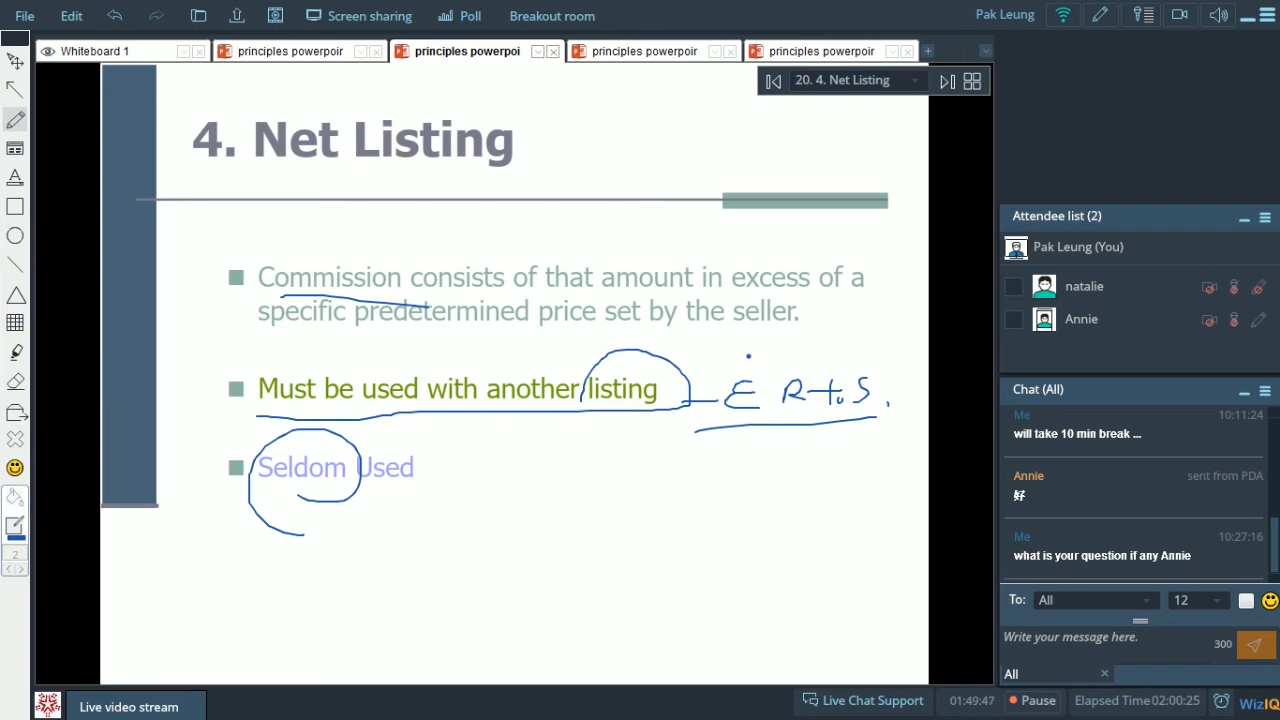 File Edit Screen sharing Poll Breakout room Pak Leung
Whiteboard 1 principles powerpoir principles powerpoi principles powerpoir principles powerpoir
20. 4. Net Listing
4. Net Listing
Commission consists of that amount in excess of a
specific predetermined price set by the seller.
Must be used with another listing E R t. S.
Seldom Used
Attendee list (2)
Pak Leung (You)
natalie
Annie
Chat (All)
Me 10:11:24
will take 10 min break ...
Annie sent from PDA
好
Me 10:27:16
what is your question if any Annie
To: All 12
Write your message here. 300
All
2
Live video stream
Live Chat Support 01:49:47 Pause Elapsed Time 02:00:25 WizIQ